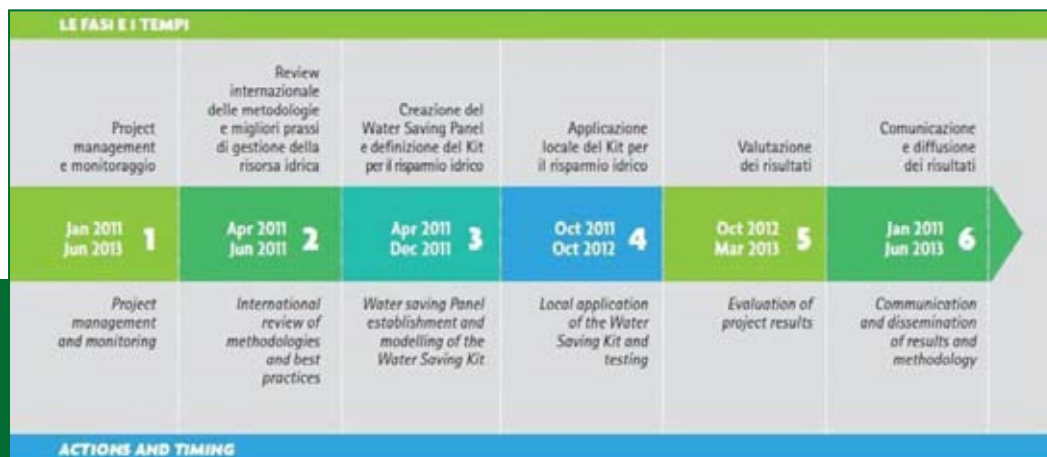 LE FASI E I TEMPI
Project
management
e monitoraggio
Review
internazionale
delle metodologie
e migliori prassi
di gestione della
risorsa idrica
Creazione del
Water Saving Panel
e definizione del Kit
per il risparmio idrico
Applicazione
locale del Kit per
il risparmio idrico
Valutazione
dei risultati
Comunicazione
e diffusione
dei risultati
Jan 2011
Jun 2013
1
Apr 2011
Jun 2011
2
Apr 2011
Dec 2011
3
Oct 2011
Oct 2012
4
Oct 2012
Mar 2013
5
Jan 2011
Jun 2013
6
Project
management
and monitoring
International
review of
methodologies
and best
practices
Water saving Panel
establishment and
modelling of the
Water Saving Kit
Local application
of the Water
Saving Kit and
testing
Evaluation of
project results
Communication
and dissemination
of results and
methodology
ACTIONS AND TIMING